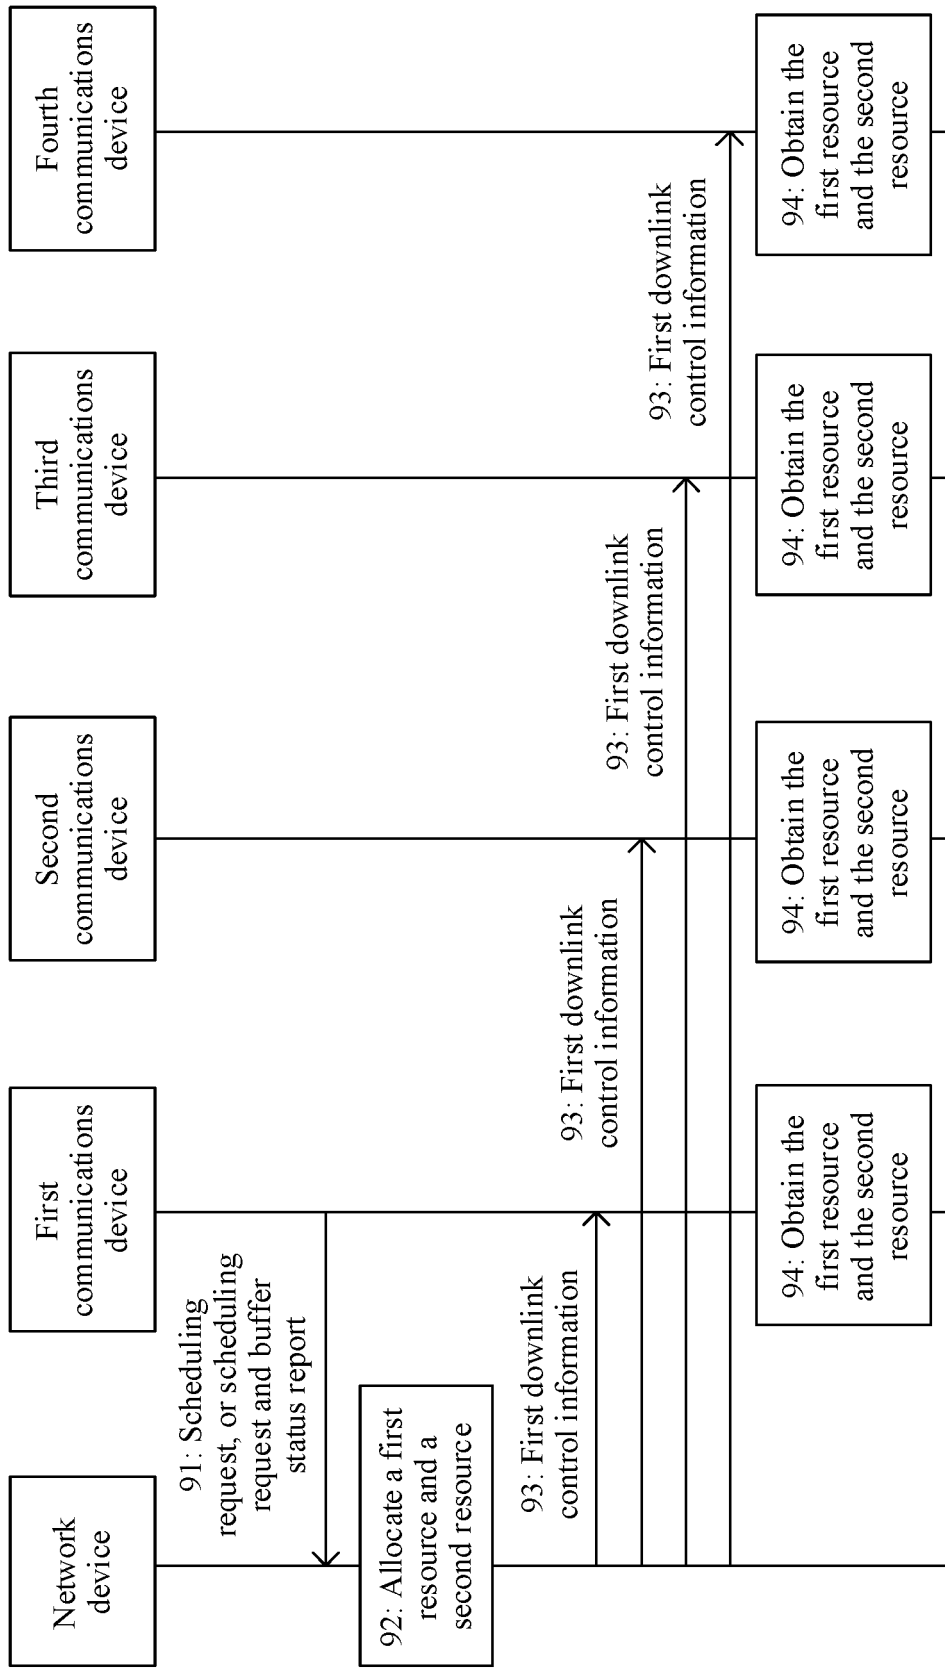 Network
device
First
communications
device
Second
communications
device
Third
communications
device
Fourth
communications
device
91: Scheduling
request, or scheduling
request and buffer
status report
92: Allocate a first
resource and a
second resource
93: First downlink
control information
93: First downlink
control information
93: First downlink
control information
93: First downlink
control information
94: Obtain the
first resource
and the second
resource
94: Obtain the
first resource
and the second
resource
94: Obtain the
first resource
and the second
resource
94: Obtain the
first resource
and the second
resource